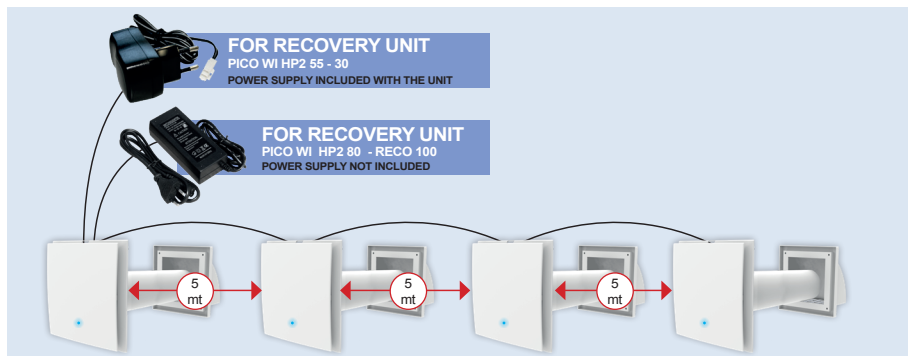 FOR RECOVERY UNIT
PICO WI HP2 55 - 30
POWER SUPPLY INCLUDED WITH THE UNIT
FOR RECOVERY UNIT
PICO WI HP2 80 - RECO 100
POWER SUPPLY NOT INCLUDED
5
mt
5
mt
5
mt